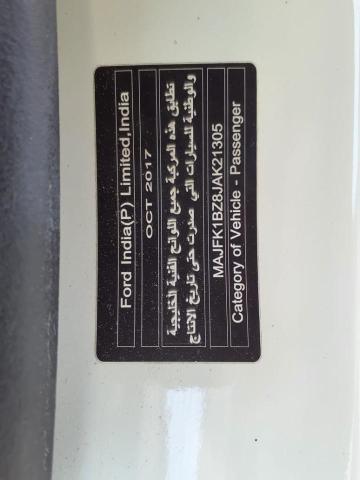 Ford India(P) Limited,India
OCT 2017
تطابق هذه المركبة جميع اللوائح الفنية الخليجية
والوطنية للسيارات التي صدرت حتى تاريخ الانتاج
MAJFK1BZ8JAK21305
Category of Vehicle - Passenger